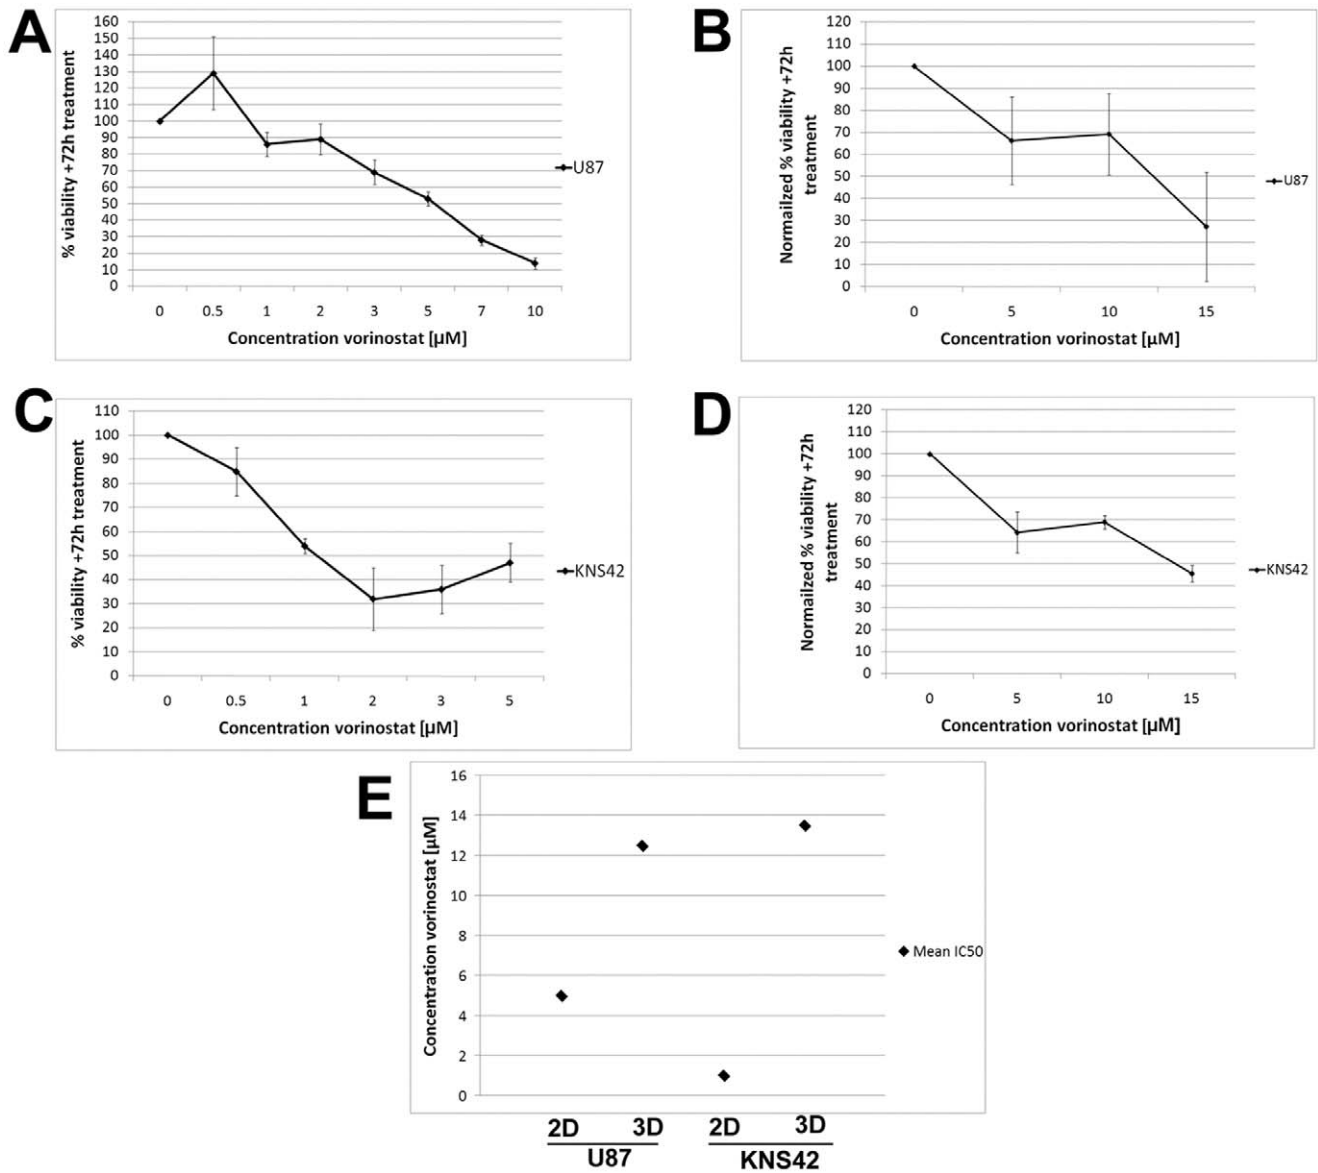 A
160
150
140
130
120
110
100
90
80
70
60
50
40
30
20
10
0
% viability +72h treatment
0 0.5 1 2 3 5 7 10
Concentration vorinostat [µM]
U87
B
120
110
100
90
80
70
60
50
40
30
20
10
0
Normailzed % viability +72h
treatment
0 5 10 15
Concentration vorinostat [µM]
U87
C
110
100
90
80
70
60
50
40
30
20
10
0
% viability +72h treatment
0 0.5 1 2 3 5
Concentration vorinostat [µM]
KNS42
D
120
110
100
90
80
70
60
50
40
30
20
10
0
Normailzed % viability +72h
treatment
0 5 10 15
Concentration vorinostat [µM]
KNS42
E
16
14
12
10
8
6
4
2
0
Concentration vorinostat [µM]
Mean IC50
2D 3D 2D 3D
U87 KNS42